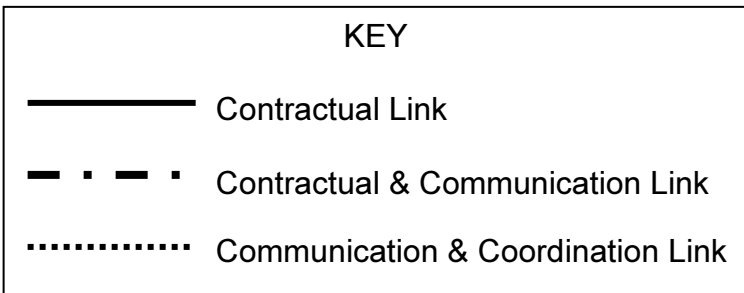 KEY
Contractual Link
Contractual & Communication Link
Communication & Coordination Link